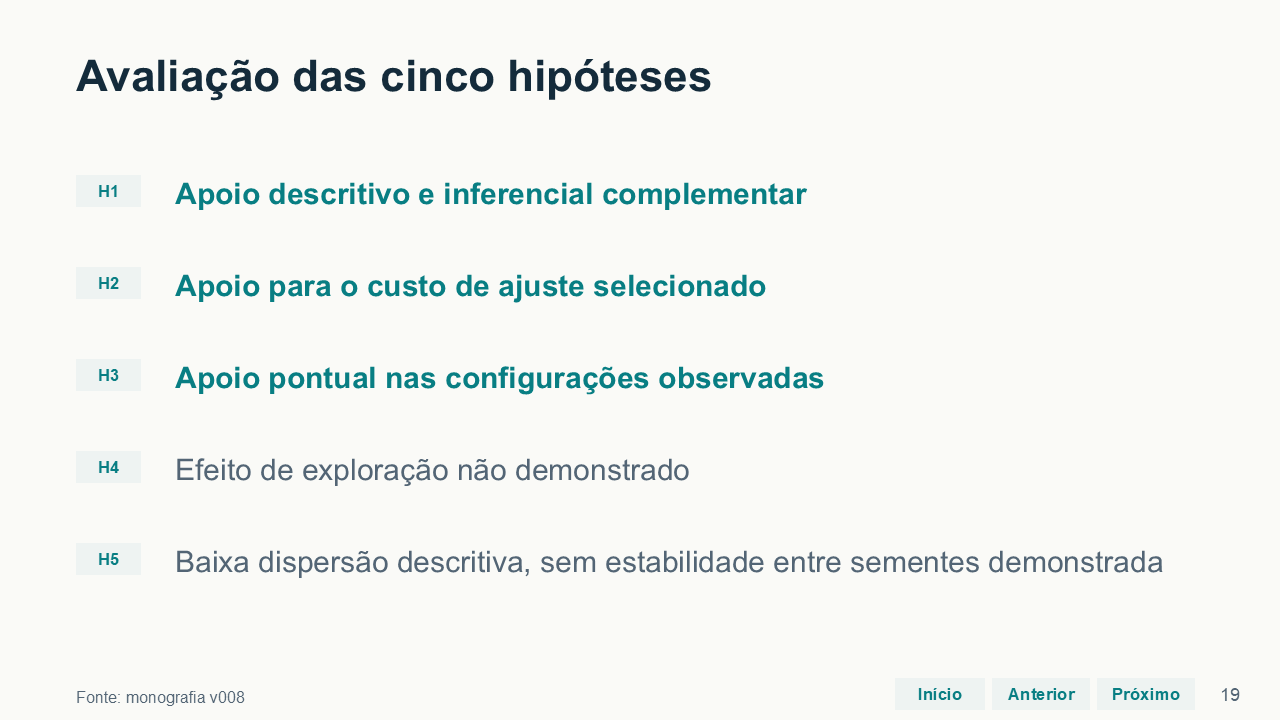 Avaliação das cinco hipóteses
H1 Apoio descritivo e inferencial complementar
H2 Apoio para o custo de ajuste selecionado
H3 Apoio pontual nas configurações observadas
H4 Efeito de exploração não demonstrado
H5 Baixa dispersão descritiva, sem estabilidade entre sementes demonstrada
Fonte: monografia v008 Início Anterior Próximo 19